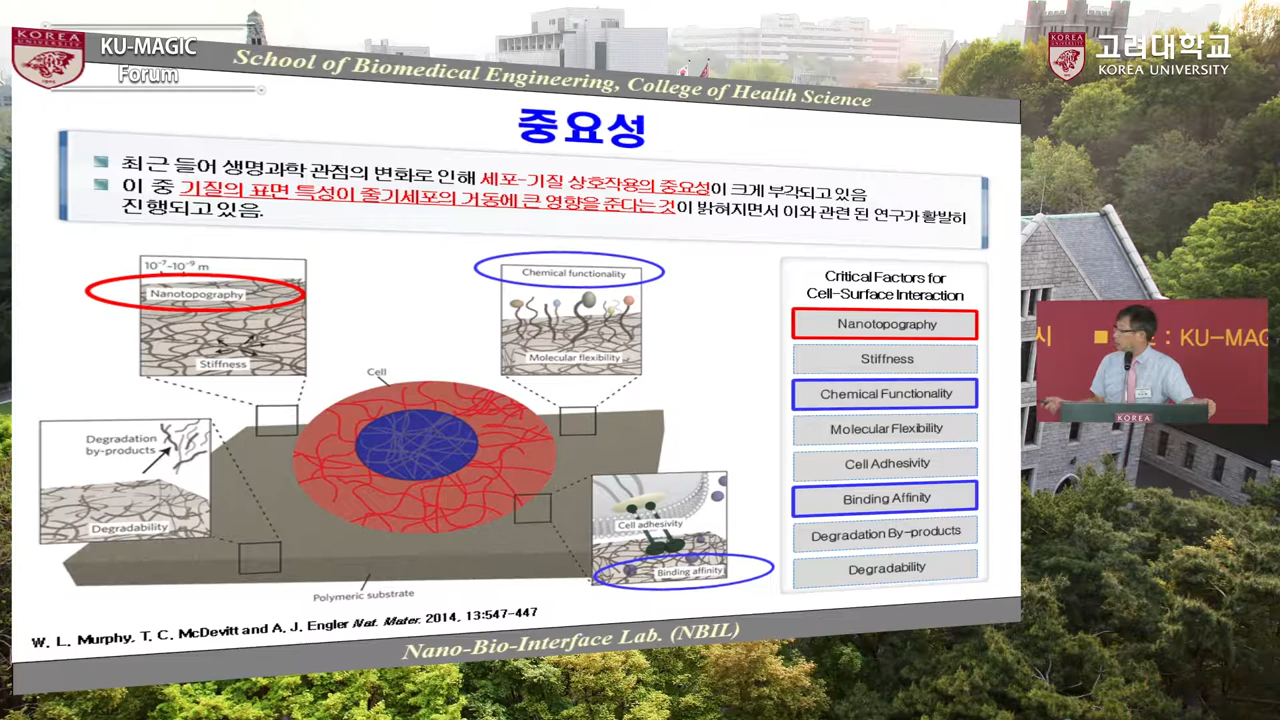 KOREA
UNIVERSITY
KU-MAGIC
Forum
KOREA
UNIVERSITY
고려대학교
KOREA UNIVERSITY
School of Biomedical Engineering, College of Health Science
중요성
최근 들어 생명과학 관점의 변화로 인해 세포-기질 상호작용의 중요성이 크게 부각되고 있음
이 중 기질의 표면 특성이 줄기세포의 거동에 큰 영향을 준다는 것이 밝혀지면서 이와 관련 된 연구가 활발히
진행되고 있음.
10⁻⁷-10⁻⁹ m
Nanotopography
Stiffness
Chemical functionality
Molecular flexibility
Cell
Degradation
by-products
Degradability
Cell adhesivity
Binding affinity
Polymeric substrate
Critical Factors for
Cell-Surface Interaction
Nanotopography
Stiffness
Chemical Functionality
Molecular Flexibility
Cell Adhesivity
Binding Affinity
Degradation By-products
Degradability
W. L. Murphy, T. C. McDevitt and A. J. Engler Nat. Mater. 2014, 13:547-447
Nano-Bio-Interface Lab. (NBIL)
시 ■ : KU-MAG
KOREA